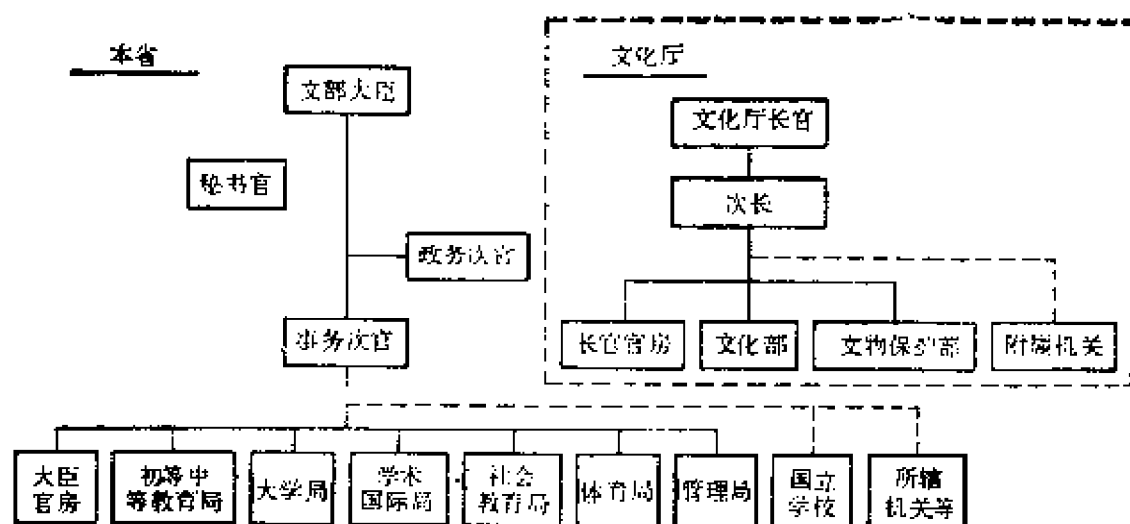 本省
文化厅
文部大臣
文化厅长官
秘书官
次长
政务次官
事务次官
长官官房
文化部
文物保护部
附属机关
大臣
官房
初等中
等教育局
大学局
学术
国际局
社会
教育局
体育局
管理局
国立
学校
所辖
机关等